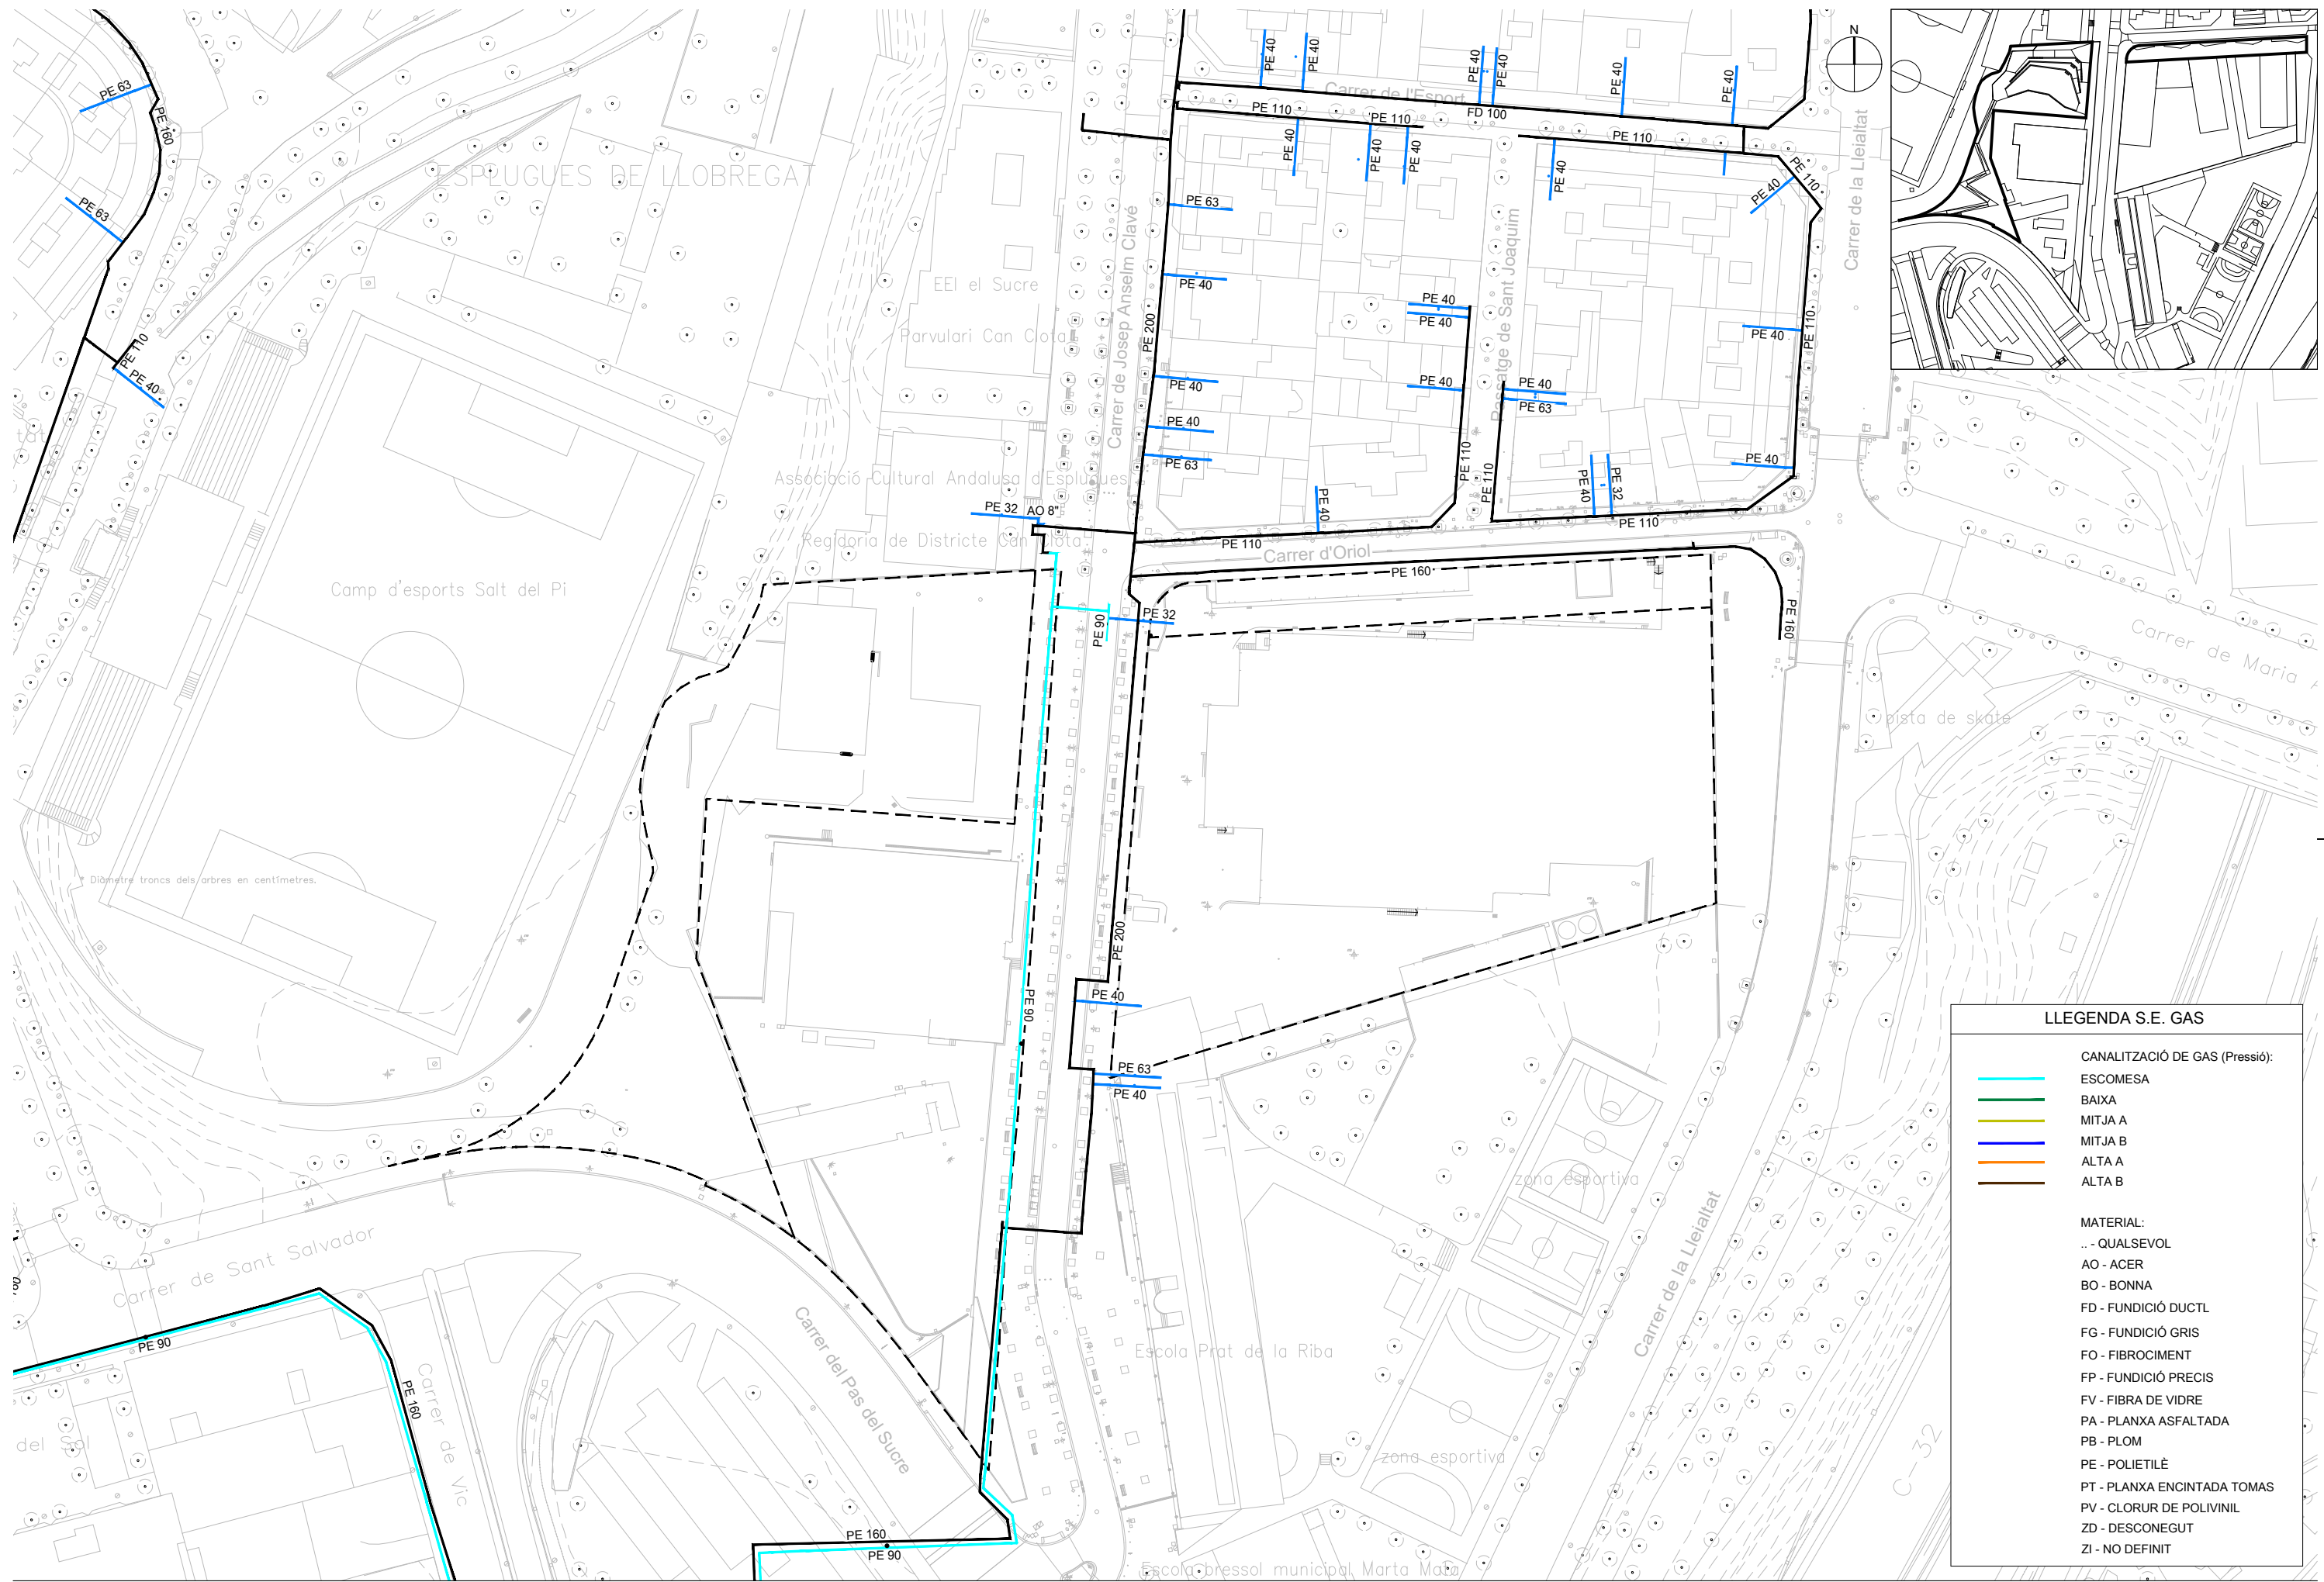 N
PE 63
PE 160
PE 63
PE 110
PE 40
ESPLUGUES DE LLOBREGAT
EEI el Sucre
Parvulari Can Clota
Associació Cultural Andalusa d'Esplugues
Regidoria de Districte Can Clota
Camp d'esports Salt del Pi
* Diàmetre troncs dels arbres en centímetres.
Carrer de Josep Anselm Clavé
PE 200
PE 40
PE 40
Carrer de l'Esport
PE 40
PE 40
PE 40
PE 40
FD 100
PE 110
PE 110
PE 110
PE 40
PE 40
PE 40
PE 40
PE 110
PE 40
Carrer de la Lleialtat
PE 63
PE 40
PE 40
PE 40
PE 63
PE 40
PE 40
PE 40
Passatge de Sant Joaquim
PE 40
PE 63
PE 40
PE 110
PE 40
PE 110
PE 110
PE 40
PE 40
PE 32
PE 110
PE 32
AO 8"
PE 110
Carrer d'Oriol
PE 160
PE 160
PE 32
PE 90
Carrer de Maria
pista de skate
PE 200
PE 90
PE 40
PE 63
PE 40
zona esportiva
Carrer de la Lleialtat
Escola Prat de la Riba
zona esportiva
Escola bressol municipal Marta Mata
C-32
Carrer de Sant Salvador
Carrer del Pas del Sucre
PE 90
PE 160
Carrer de Vic
del Sol
PE 160
PE 90
LLEGENDA S.E. GAS
CANALITZACIÓ DE GAS (Pressió):
ESCOMESA
BAIXA
MITJA A
MITJA B
ALTA A
ALTA B
MATERIAL:
.. - QUALSEVOL
AO - ACER
BO - BONNA
FD - FUNDICIÓ DUCTL
FG - FUNDICIÓ GRIS
FO - FIBROCIMENT
FP - FUNDICIÓ PRECIS
FV - FIBRA DE VIDRE
PA - PLANXA ASFALTADA
PB - PLOM
PE - POLIETILÈ
PT - PLANXA ENCINTADA TOMAS
PV - CLORUR DE POLIVINIL
ZD - DESCONEGUT
ZI - NO DEFINIT